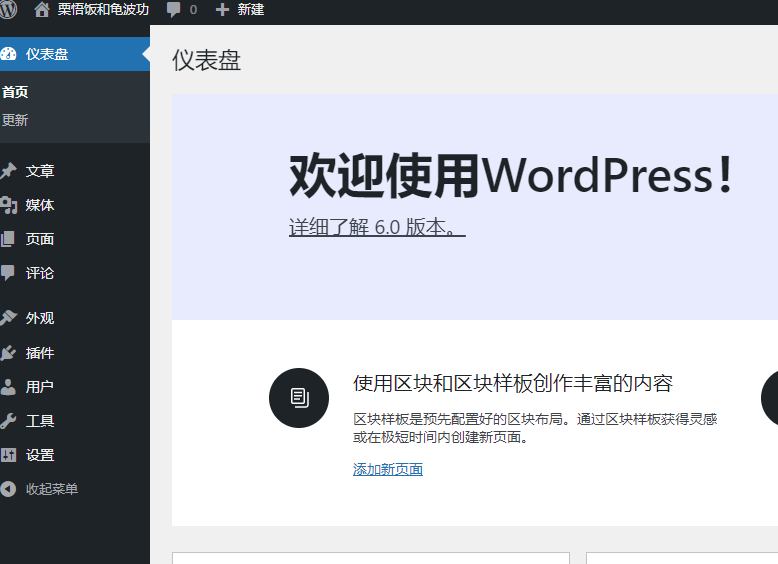 栗悟饭和龟波功 0 新建
仪表盘
首页
更新
文章
媒体
页面
评论
外观
插件
用户
工具
设置
收起菜单
仪表盘
欢迎使用WordPress！
详细了解 6.0 版本。
使用区块和区块样板创作丰富的内容
区块样板是预先配置好的区块布局。通过区块样板获得灵感
或在极短时间内创建新页面。
添加新页面